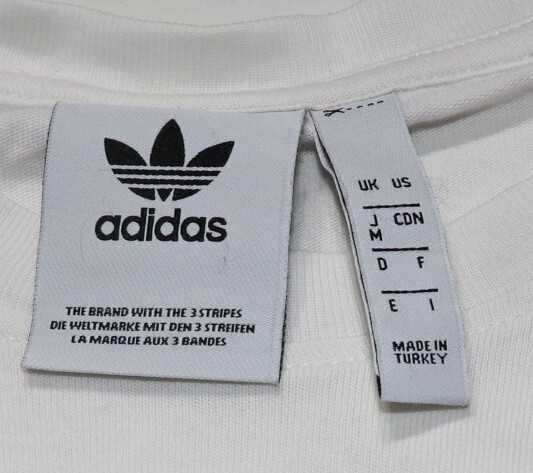 adidas
THE BRAND WITH THE 3 STRIPES
DIE WELTMARKE MIT DEN 3 STREIFEN
LA MARQUE AUX 3 BANDES
UK US
J CDN
M
D F
E I
MADE IN
TURKEY